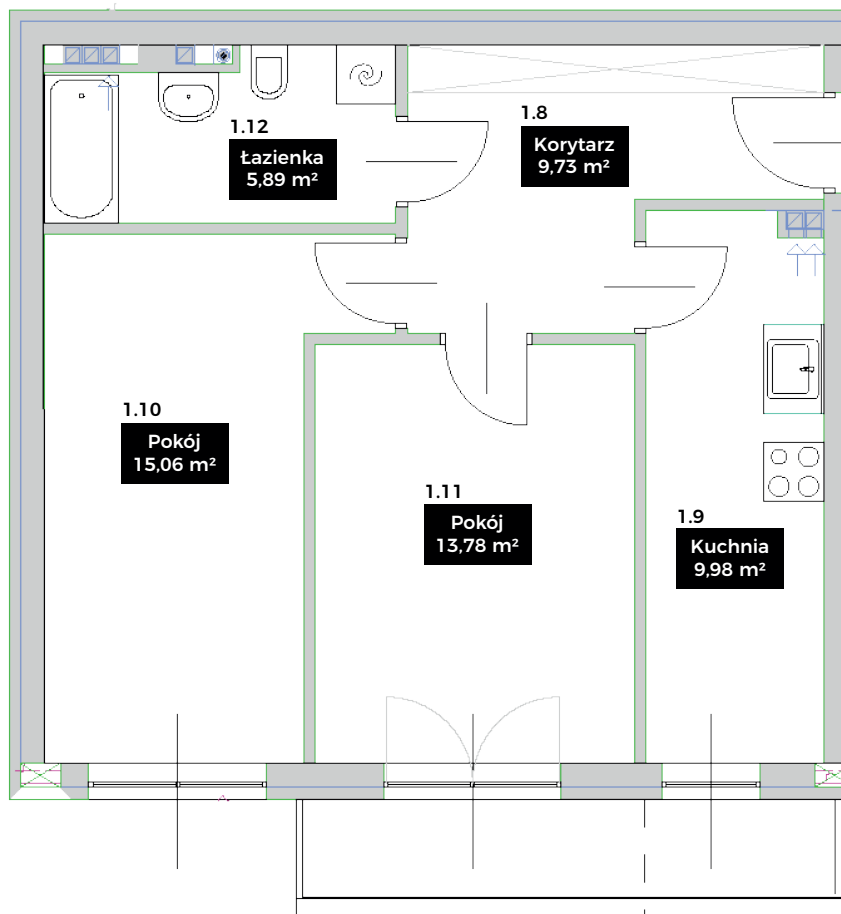 1.12
Łazienka
5,89 m²
1.8
Korytarz
9,73 m²
1.10
Pokój
15,06 m²
1.11
Pokój
13,78 m²
1.9
Kuchnia
9,98 m²